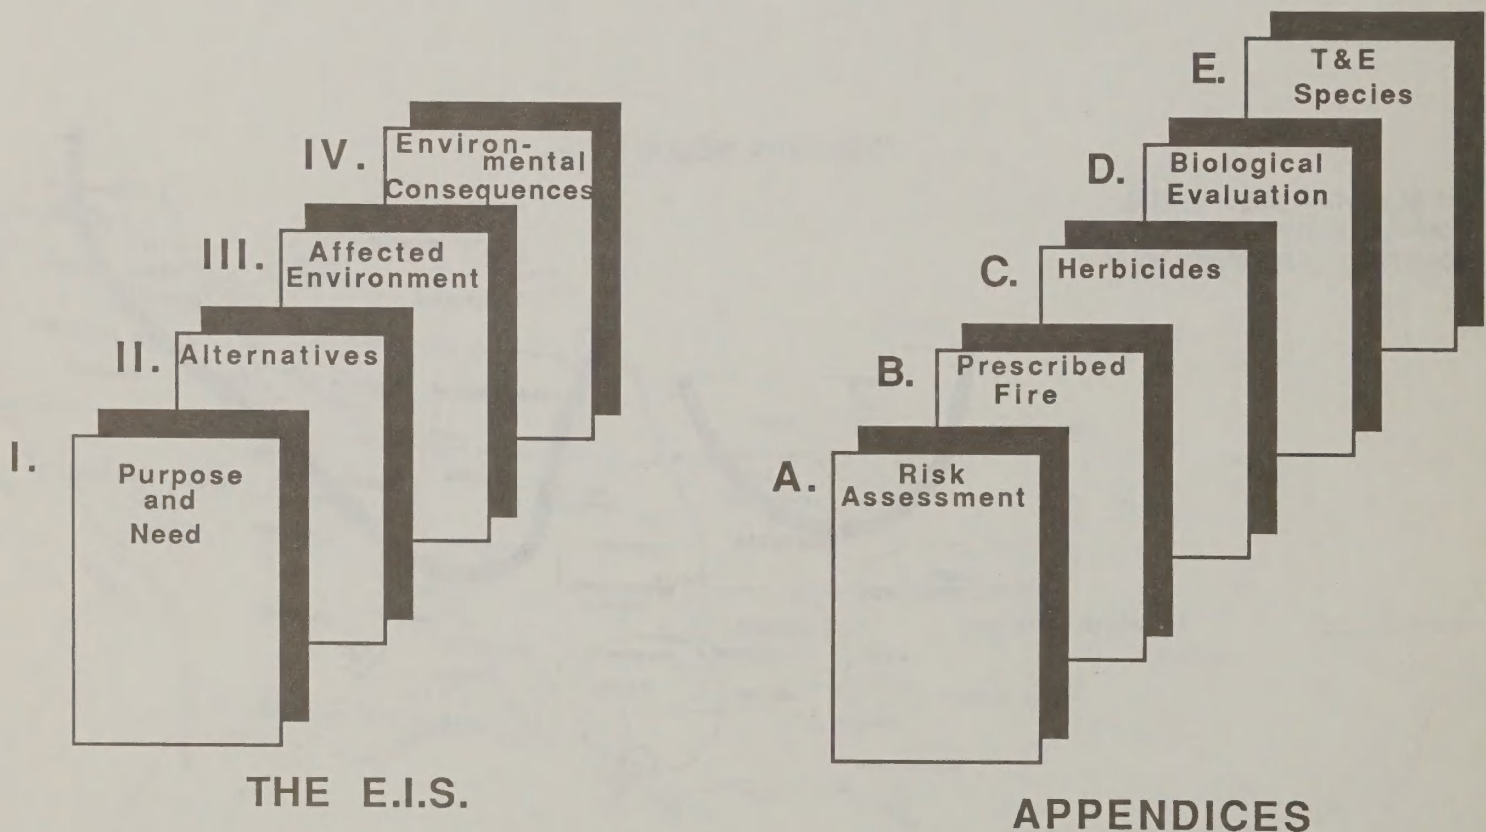 I.
Purpose
and
Need
II.
Alternatives
III.
Affected
Environment
IV.
Environ-
mental
Consequences
THE E.I.S.
A.
Risk
Assessment
B.
Prescribed
Fire
C.
Herbicides
D.
Biological
Evaluation
E.
T&E
Species
APPENDICES